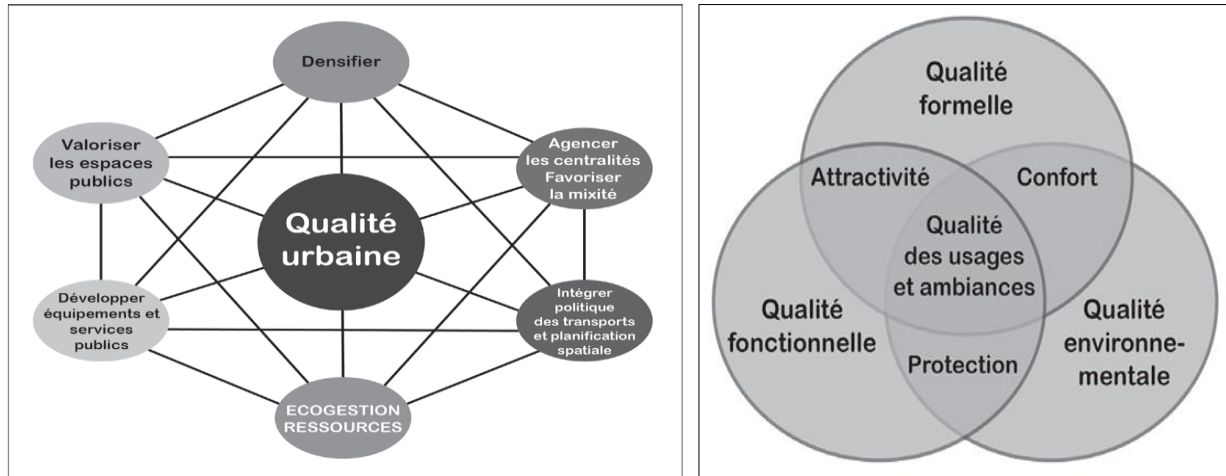 Densifier
Valoriser
les espaces
publics
Agencer
les centralités
Favoriser
la mixité
Qualité
urbaine
Développer
équipements et
services
publics
Intégrer
politique
des transports
et planification
spatiale
ECOGESTION
RESSOURCES
Qualité
formelle
Attractivité
Confort
Qualité
des usages
et ambiances
Qualité
fonctionnelle
Qualité
environne-
mentale
Protection